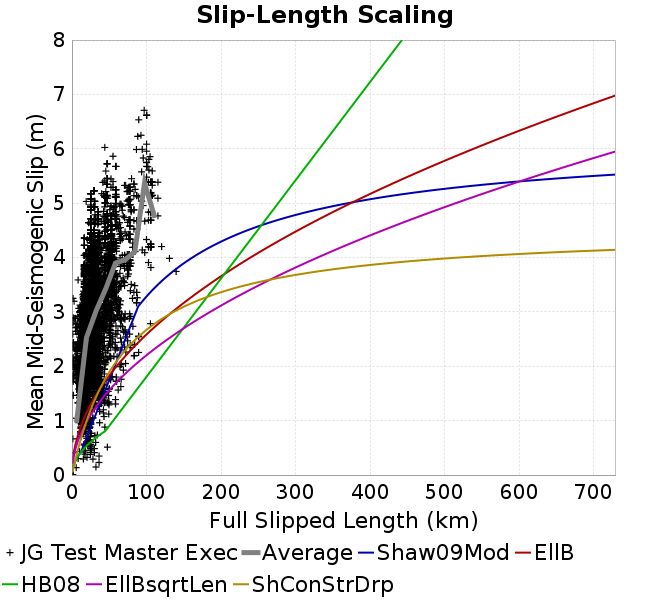 Slip-Length Scaling
Mean Mid-Seismogenic Slip (m)
8
7
6
5
4
3
2
1
0
0 100 200 300 400 500 600 700
Full Slipped Length (km)
JG Test Master Exec Average Shaw09Mod EllB
HB08 EllBsqrtLen ShConStrDrp